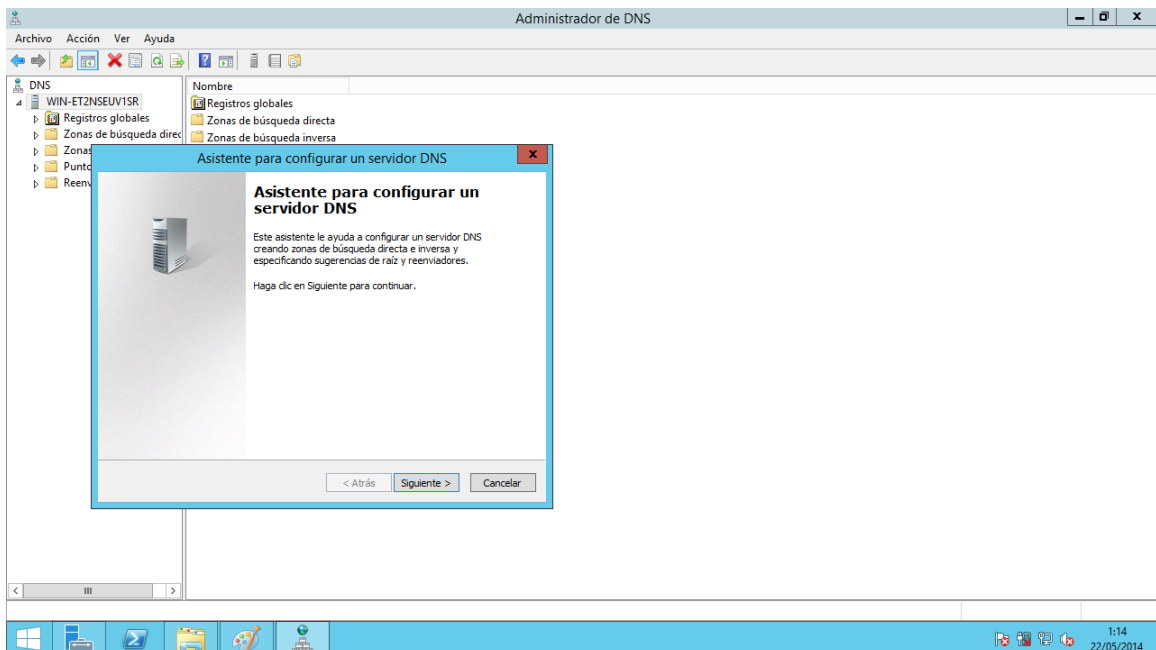 Administrador de DNS
Archivo Acción Ver Ayuda
DNS
WIN-ET2NSEUV1SR
Registros globales
Zonas de búsqueda direc
Zonas
Punto
Reenv
Nombre
Registros globales
Zonas de búsqueda directa
Zonas de búsqueda inversa
Asistente para configurar un servidor DNS
Asistente para configurar un
servidor DNS
Este asistente le ayuda a configurar un servidor DNS
creando zonas de búsqueda directa e inversa y
especificando sugerencias de raíz y reenviadores.
Haga clic en Siguiente para continuar.
< Atrás Siguiente > Cancelar
1:14
22/05/2014